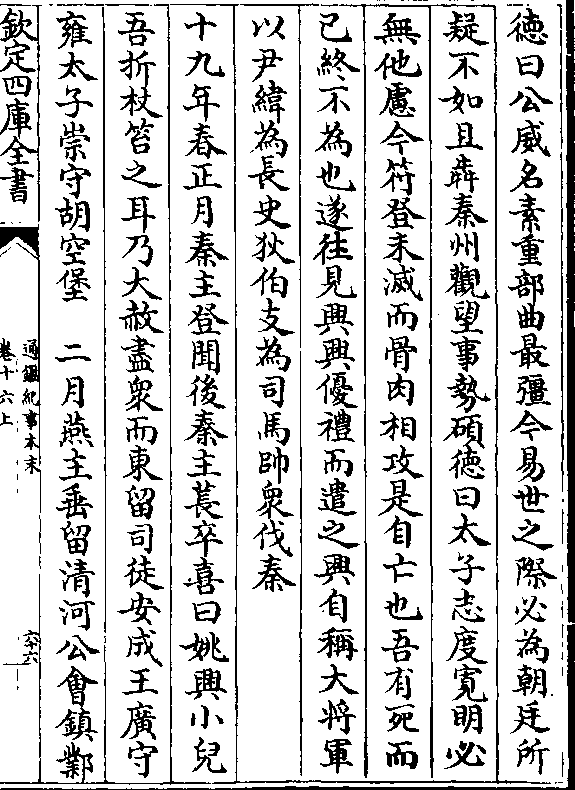 德曰公威名素重部曲最彊今易世之際必為朝廷所
疑不如且奔秦州觀望事勢碩德曰太子志度寛明必
無他慮今符登未滅而骨肉相攻是自亡也吾有死而
已終不為也遂往見興興優禮而遣之興自稱大將軍
以尹緯為長史狄伯支為司馬帥衆伐秦
十九年春正月秦主登聞後秦主萇卒喜曰姚興小兒
吾折杖笞之耳乃大赦盡衆而東留司徒安成王廣守
雍太子崇守胡空堡　二月燕主垂留清河公會鎮鄴
欽定四庫全書
通鑑紀事本末
卷十六上
六十六